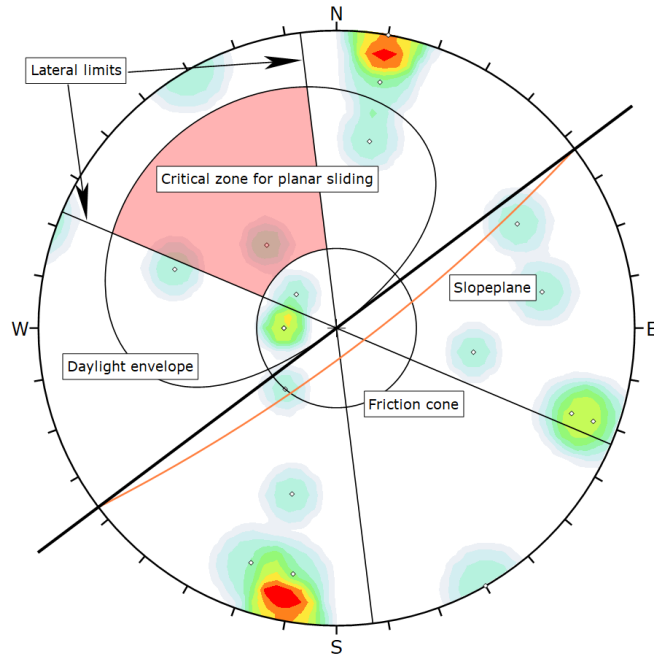 N
Lateral limits
Critical zone for planar sliding
Slopeplane
W
E
Daylight envelope
Friction cone
S